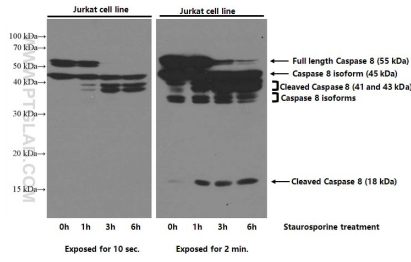 Jurkat cell line
Jurkat cell line
100 kDa→
70 kDa→
50 kDa→
40 kDa→
30 kDa→
20 kDa→
15 kDa→
WWW.PTGLAB.COM
Full length Caspase 8 (55 kDa)
Caspase 8 isoform (45 kDa)
Cleaved Caspase 8 (41 and 43 kDa)
Caspase 8 isoforms
Cleaved Caspase 8 (18 kDa)
0h 1h 3h 6h 0h 1h 3h 6h Staurosporine treatment
Exposed for 10 sec. Exposed for 2 min.